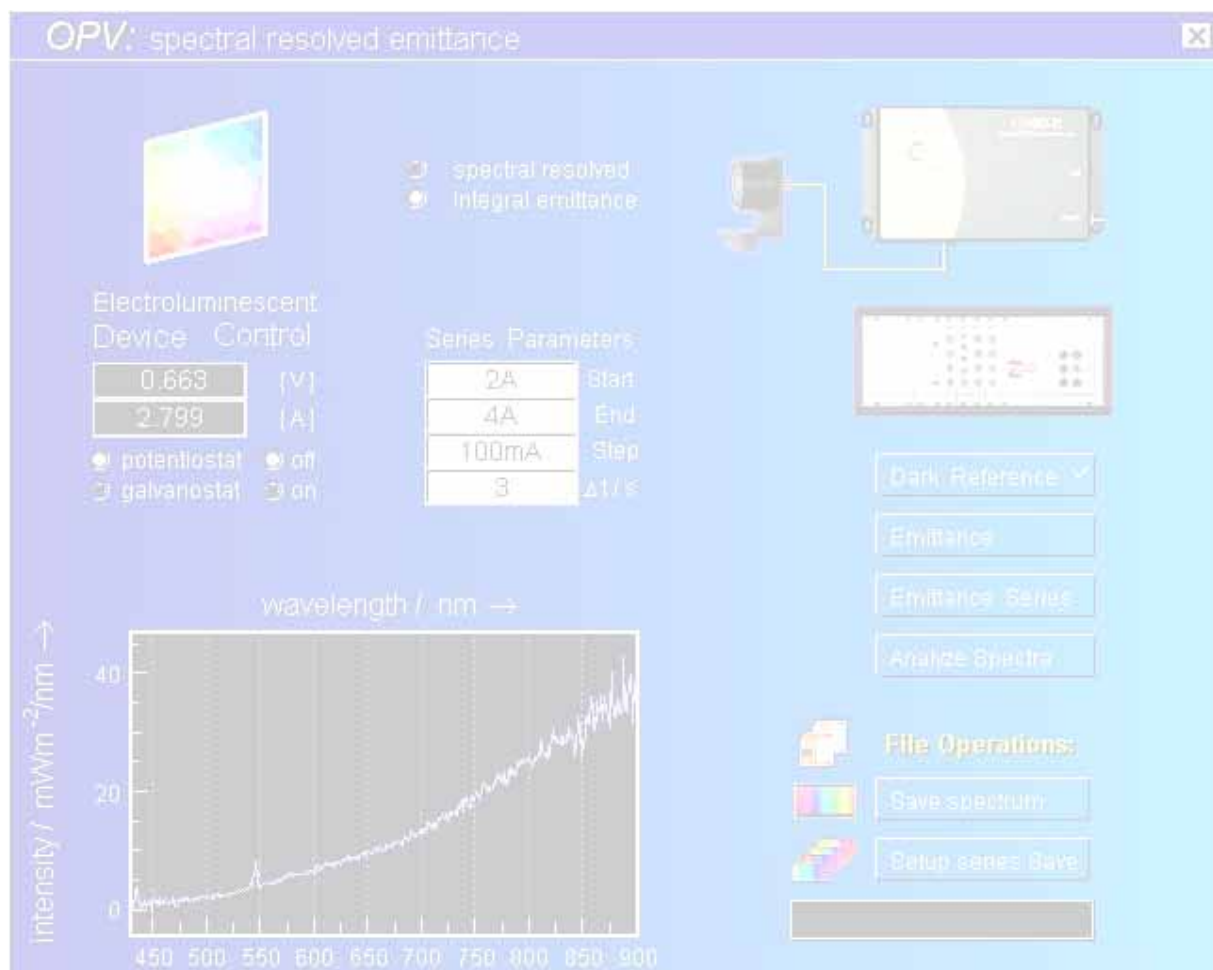 OPV: spectral resolved emittance
spectral resolved
integral emittance
Electroluminescent
Device Control
0.663 [V]
2.799 [A]
potentiostat off
galvanostat on
Series Parameters
2A Start
4A End
100mA Step
3 Δt / s
Dark Reference
Emittance
Emittance Series
Analize Spectra
File Operations:
Save spectrum
Setup series Save
wavelength / nm →
intensity / mWm⁻²/nm →
40
20
0
450 500 550 600 650 700 750 800 850 900